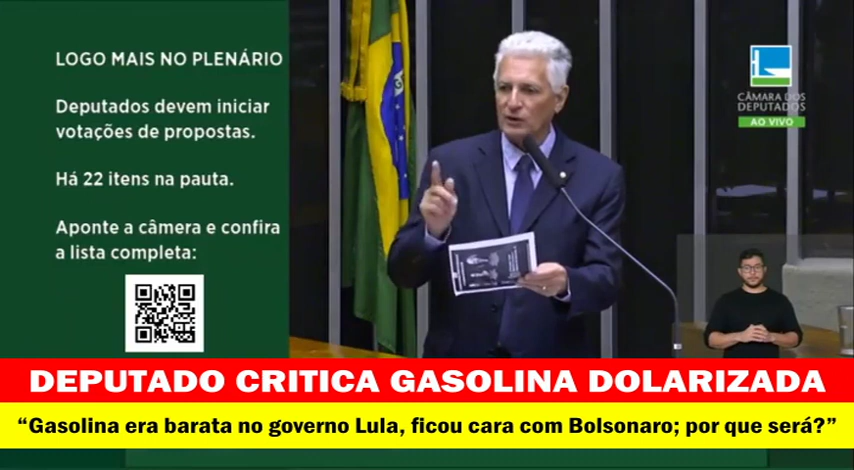 LOGO MAIS NO PLENÁRIO
Deputados devem iniciar
votações de propostas.
Há 22 itens na pauta.
Aponte a câmera e confira
a lista completa:
CÂMARA DOS
DEPUTADOS
AO VIVO
DEPUTADO CRITICA GASOLINA DOLARIZADA
“Gasolina era barata no governo Lula, ficou cara com Bolsonaro; por que será?”